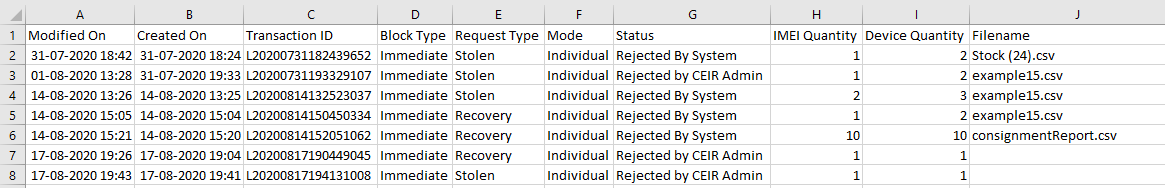 A B C D E F G H I J
1 Modified On Created On Transaction ID Block Type Request Type Mode Status IMEI Quantity Device Quantity Filename
2 31-07-2020 18:42 31-07-2020 18:24 L20200731182439652 Immediate Stolen Individual Rejected By System 1 2 Stock (24).csv
3 01-08-2020 13:28 31-07-2020 19:33 L20200731193329107 Immediate Stolen Individual Rejected by CEIR Admin 1 2 example15.csv
4 14-08-2020 13:26 14-08-2020 13:25 L20200814132523037 Immediate Stolen Individual Rejected By System 2 3 example15.csv
5 14-08-2020 15:05 14-08-2020 15:04 L20200814150450334 Immediate Recovery Individual Rejected By System 1 2 example15.csv
6 14-08-2020 15:21 14-08-2020 15:20 L20200814152051062 Immediate Recovery Individual Rejected By System 10 10 consignmentReport.csv
7 17-08-2020 19:26 17-08-2020 19:04 L20200817190449045 Immediate Recovery Individual Rejected by CEIR Admin 1 1
8 17-08-2020 19:43 17-08-2020 19:41 L20200817194131008 Immediate Stolen Individual Rejected by CEIR Admin 1 1